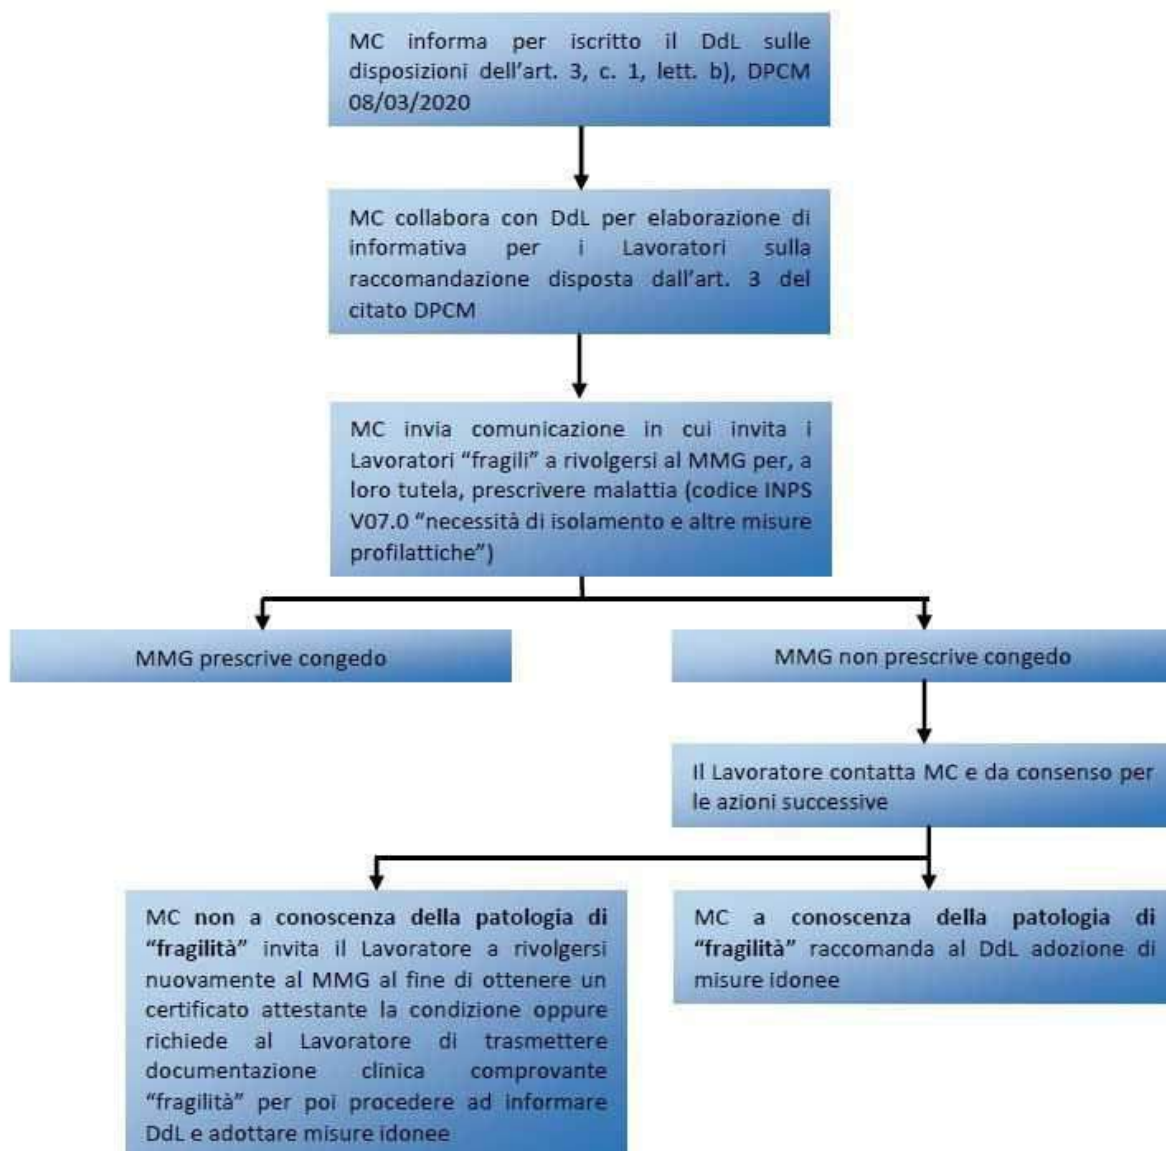 MC informa per iscritto il DdL sulle
disposizioni dell'art. 3, c. 1, lett. b), DPCM
08/03/2020
MC collabora con DdL per elaborazione di
informativa per i Lavoratori sulla
raccomandazione disposta dall'art. 3 del
citato DPCM
MC invia comunicazione in cui invita i
Lavoratori "fragili" a rivolgersi al MMG per, a
loro tutela, prescrivere malattia (codice INPS
V07.0 "necessità di isolamento e altre misure
profilattiche")
MMG prescrive congedo
MMG non prescrive congedo
Il Lavoratore contatta MC e da consenso per
le azioni successive
MC non a conoscenza della patologia di
"fragilità" invita il Lavoratore a rivolgersi
nuovamente al MMG al fine di ottenere un
certificato attestante la condizione oppure
richiede al Lavoratore di trasmettere
documentazione clinica comprovante
"fragilità" per poi procedere ad informare
DdL e adottare misure idonee
MC a conoscenza della patologia di
"fragilità" raccomanda al DdL adozione di
misure idonee